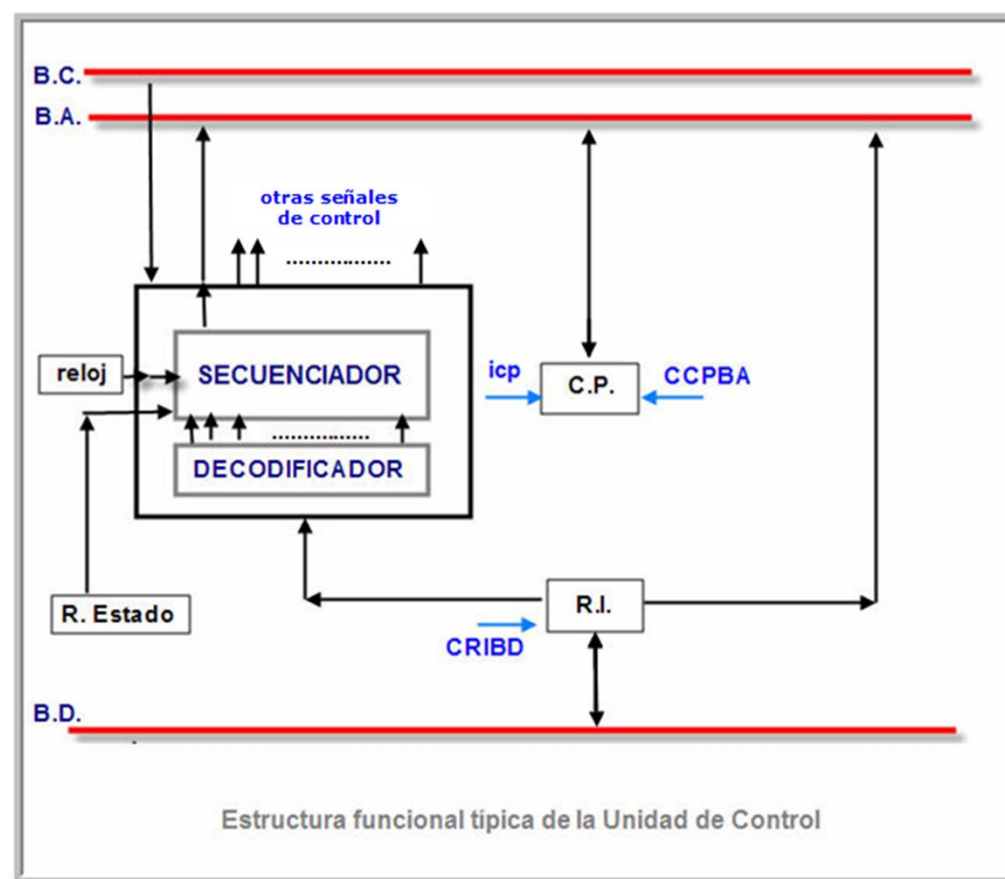 B.C.
B.A.
otras señales
de control
..................
reloj
SECUENCIADOR
icp
C.P.
CCPBA
................
DECODIFICADOR
R. Estado
R.I.
CRIBD
B.D.
Estructura funcional típica de la Unidad de Control